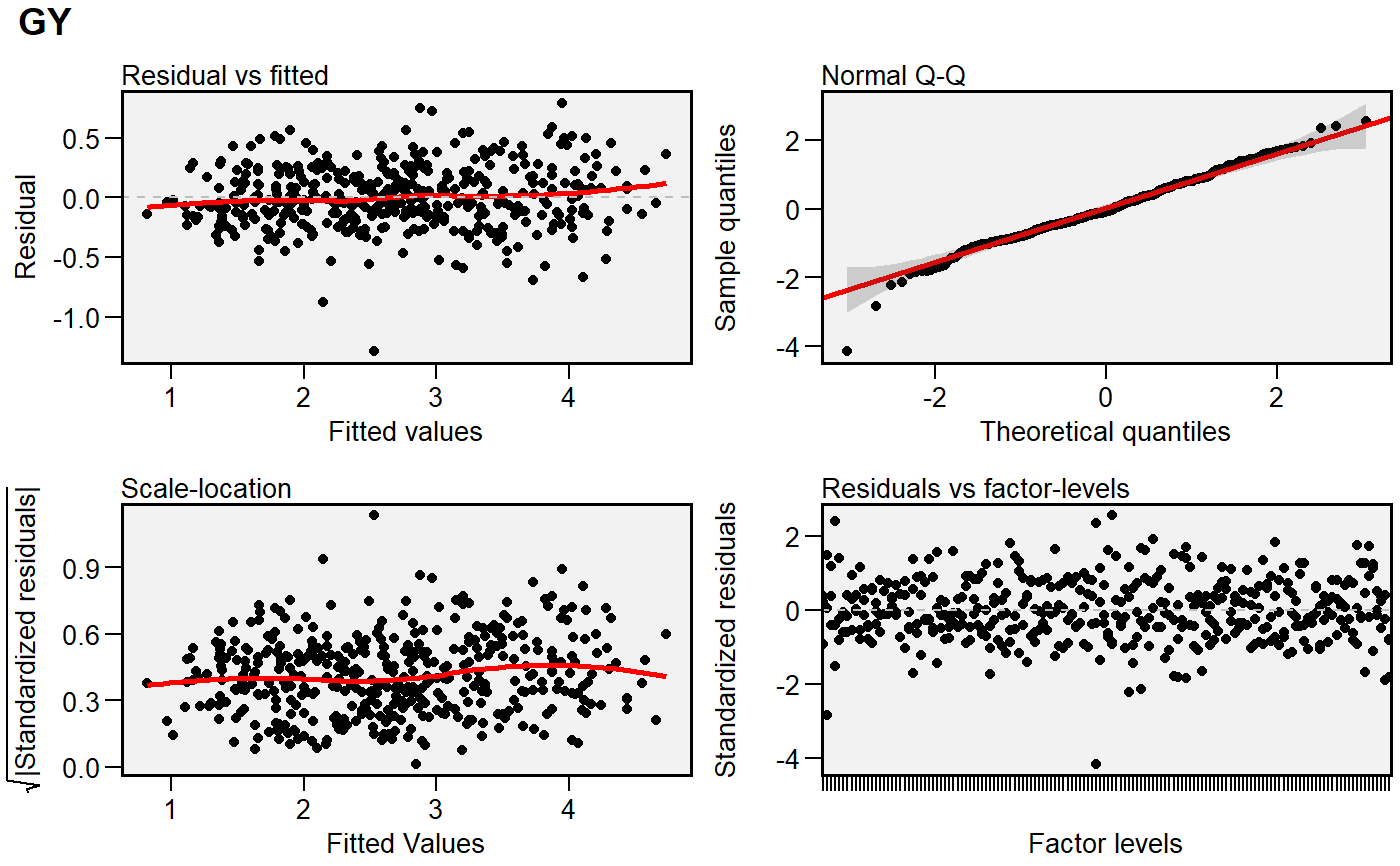 GY
Residual vs fitted
Residual
0.5
0.0
-0.5
-1.0
1 2 3 4
Fitted values
Normal Q-Q
Sample quantiles
2
0
-2
-4
-2 0 2
Theoretical quantiles
Scale-location
√|Standardized residuals|
0.9
0.6
0.3
0.0
1 2 3 4
Fitted Values
Residuals vs factor-levels
Standardized residuals
2
0
-2
-4
Factor levels